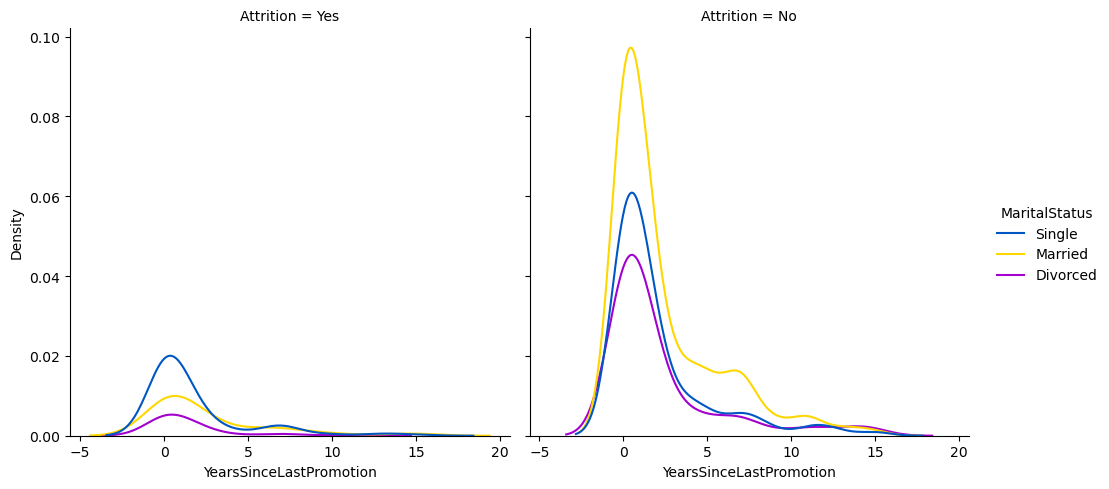 Attrition = Yes
Attrition = No
0.10
0.08
0.06
0.04
0.02
0.00
Density
−5 0 5 10 15 20
−5 0 5 10 15 20
YearsSinceLastPromotion
YearsSinceLastPromotion
MaritalStatus
Single
Married
Divorced